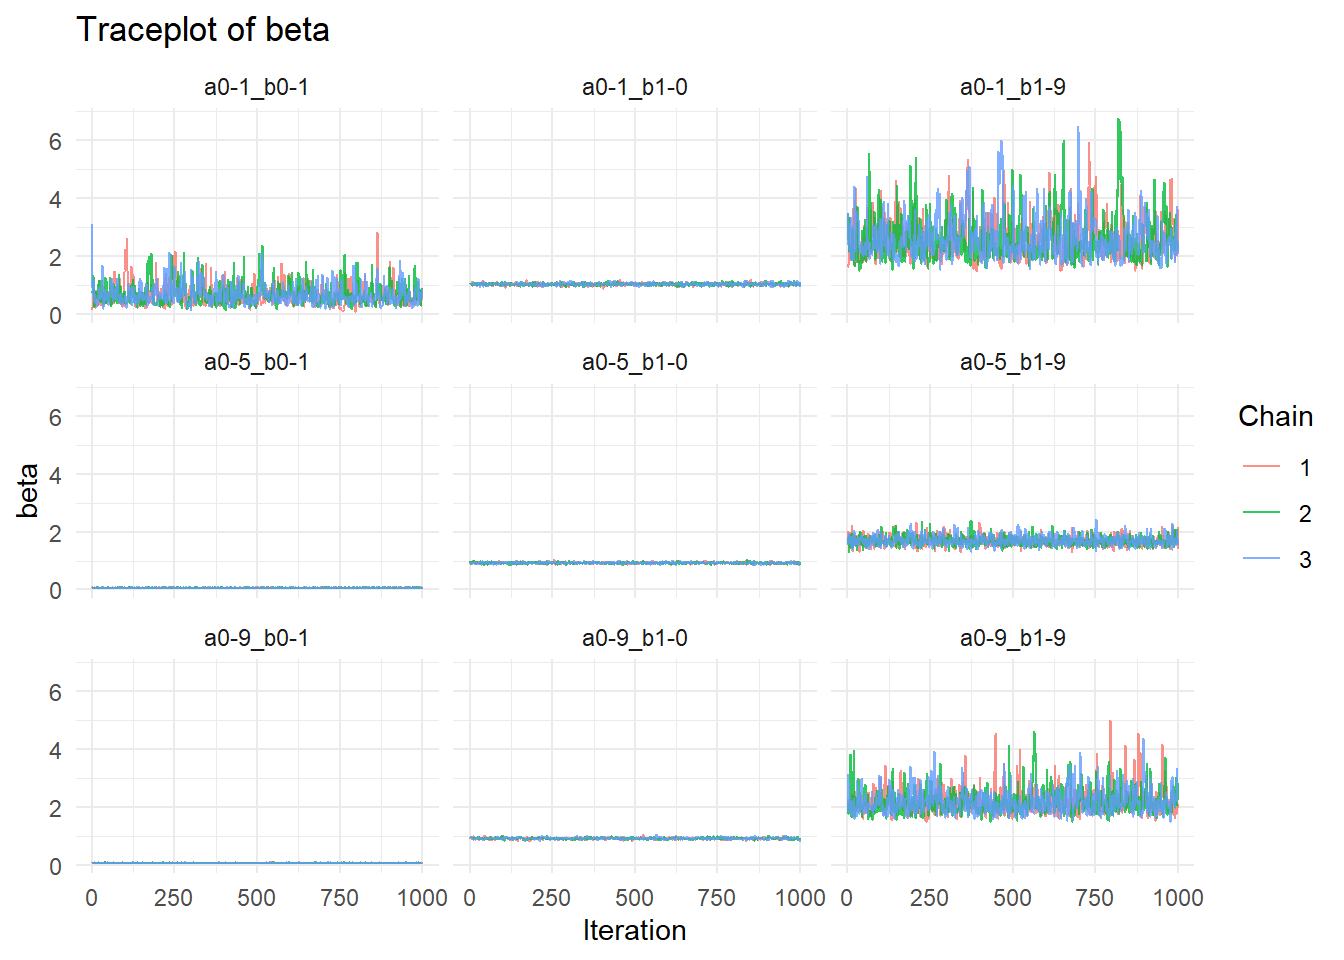 Traceplot of beta
a0-1_b0-1 a0-1_b1-0 a0-1_b1-9
6
4
2
0
a0-5_b0-1 a0-5_b1-0 a0-5_b1-9
6
4
2
0
beta
a0-9_b0-1 a0-9_b1-0 a0-9_b1-9
6
4
2
0
0 250 500 750 1000 0 250 500 750 1000 0 250 500 750 1000
Iteration
Chain
1
2
3